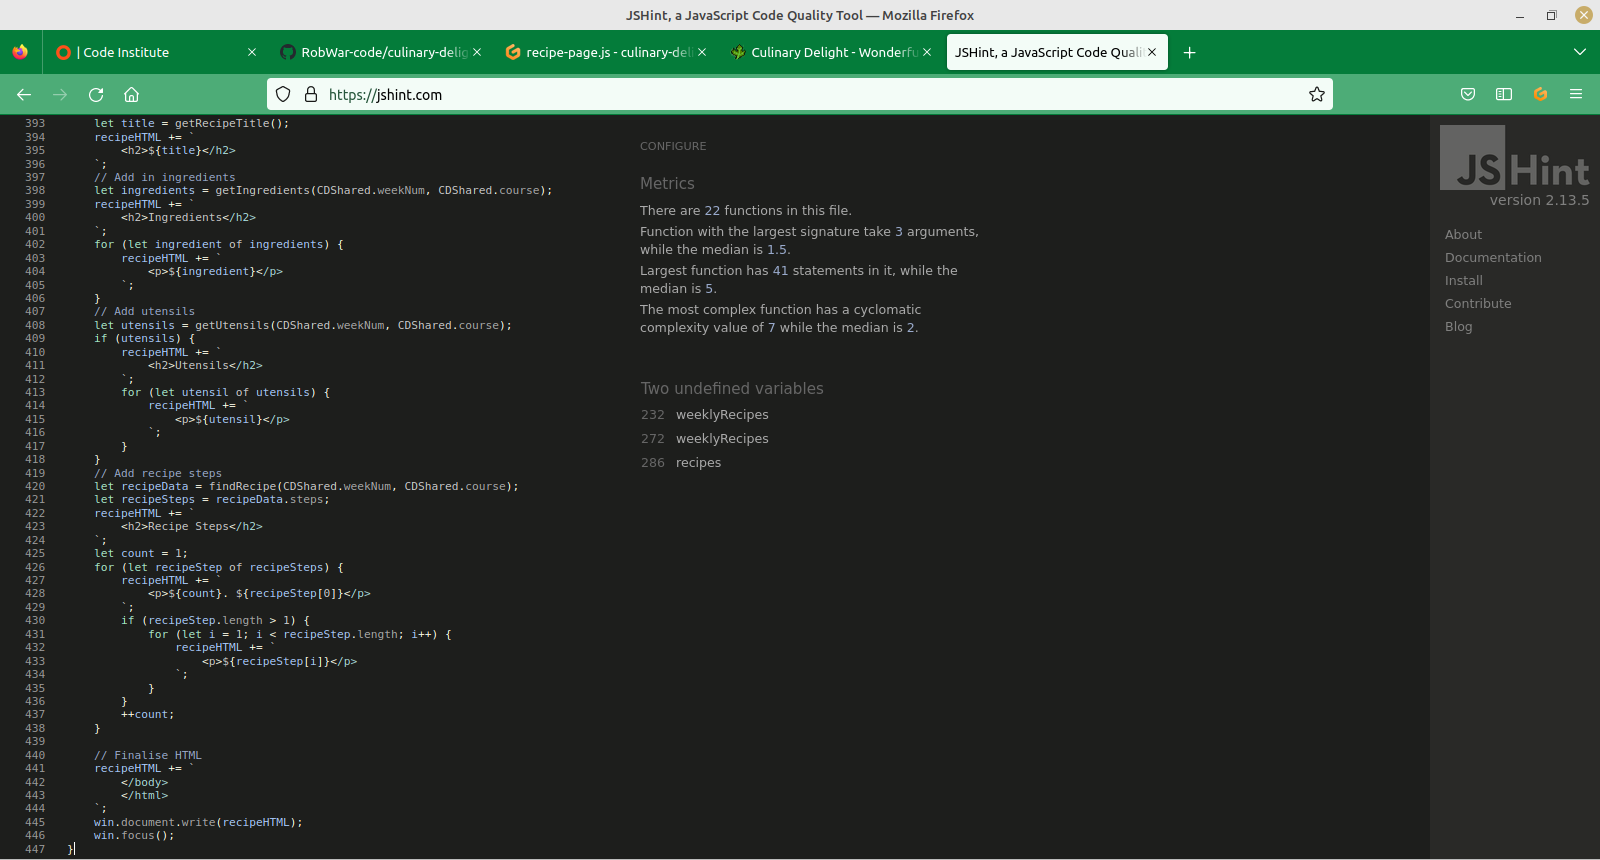 JSHint, a JavaScript Code Quality Tool — Mozilla Firefox
| Code Institute
RobWar-code/culinary-delig
recipe-page.js - culinary-deli
Culinary Delight - Wonderfu
JSHint, a JavaScript Code Quali
https://jshint.com
393 let title = getRecipeTitle();
394 recipeHTML += `
395 <h2>${title}</h2>
396 `;
397 // Add in ingredients
398 let ingredients = getIngredients(CDShared.weekNum, CDShared.course);
399 recipeHTML += `
400 <h2>Ingredients</h2>
401 `;
402 for (let ingredient of ingredients) {
403 recipeHTML += `
404 <p>${ingredient}</p>
405 `;
406 }
407 // Add utensils
408 let utensils = getUtensils(CDShared.weekNum, CDShared.course);
409 if (utensils) {
410 recipeHTML += `
411 <h2>Utensils</h2>
412 `;
413 for (let utensil of utensils) {
414 recipeHTML += `
415 <p>${utensil}</p>
416 `;
417 }
418 }
419 // Add recipe steps
420 let recipeData = findRecipe(CDShared.weekNum, CDShared.course);
421 let recipeSteps = recipeData.steps;
422 recipeHTML += `
423 <h2>Recipe Steps</h2>
424 `;
425 let count = 1;
426 for (let recipeStep of recipeSteps) {
427 recipeHTML += `
428 <p>${count}. ${recipeStep[0]}</p>
429 `;
430 if (recipeStep.length > 1) {
431 for (let i = 1; i < recipeStep.length; i++) {
432 recipeHTML += `
433 <p>${recipeStep[i]}</p>
434 `;
435 }
436 }
437 ++count;
438 }
439
440 // Finalise HTML
441 recipeHTML += `
442 </body>
443 </html>
444 `;
445 win.document.write(recipeHTML);
446 win.focus();
447 }
CONFIGURE
Metrics
There are 22 functions in this file.
Function with the largest signature take 3 arguments,
while the median is 1.5.
Largest function has 41 statements in it, while the
median is 5.
The most complex function has a cyclomatic
complexity value of 7 while the median is 2.
Two undefined variables
232 weeklyRecipes
272 weeklyRecipes
286 recipes
JSHint
version 2.13.5
About
Documentation
Install
Contribute
Blog